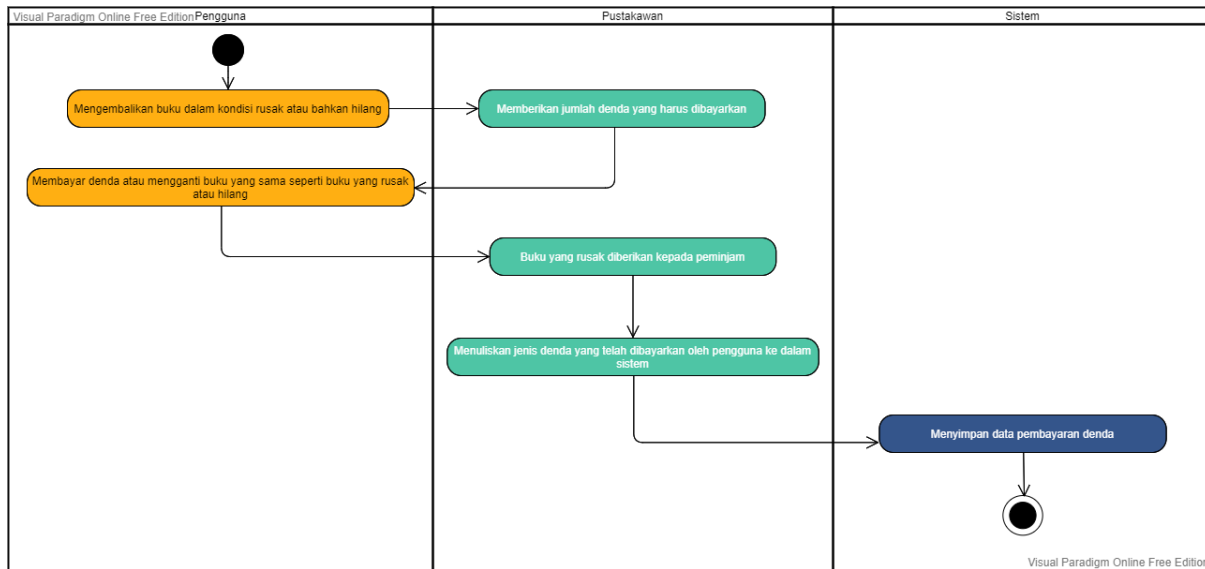 Visual Paradigm Online Free Edition
Pengguna
Pustakawan
Sistem
Mengembalikan buku dalam kondisi rusak atau bahkan hilang
Memberikan jumlah denda yang harus dibayarkan
Membayar denda atau mengganti buku yang sama seperti buku yang rusak
atau hilang
Buku yang rusak diberikan kepada peminjam
Menuliskan jenis denda yang telah dibayarkan oleh pengguna ke dalam
sistem
Menyimpan data pembayaran denda
Visual Paradigm Online Free Edition